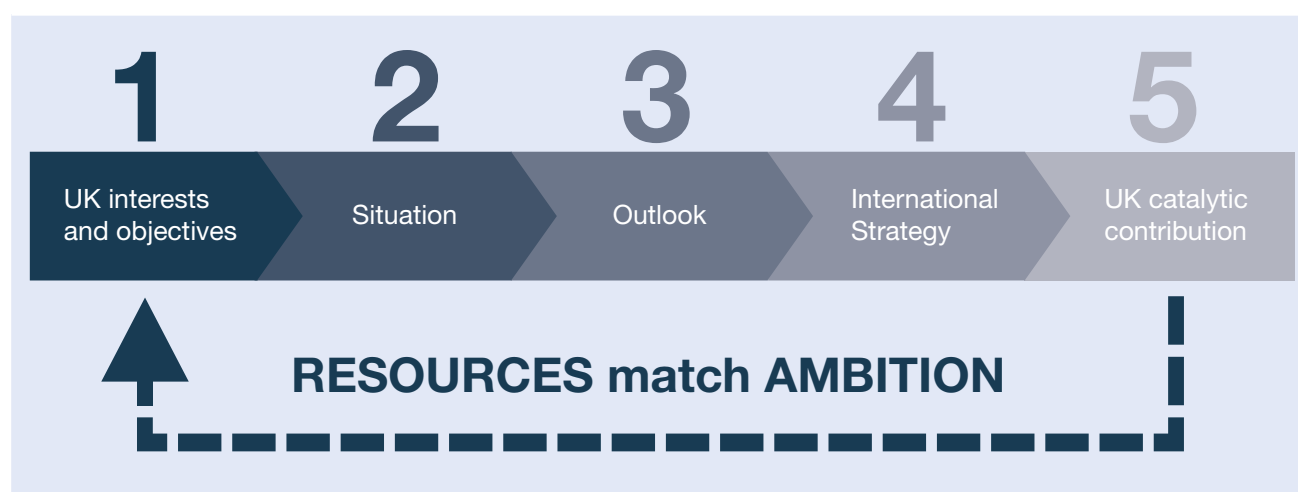 1
2
3
4
5
UK interests
and objectives
Situation
Outlook
International
Strategy
UK catalytic
contribution
RESOURCES match AMBITION